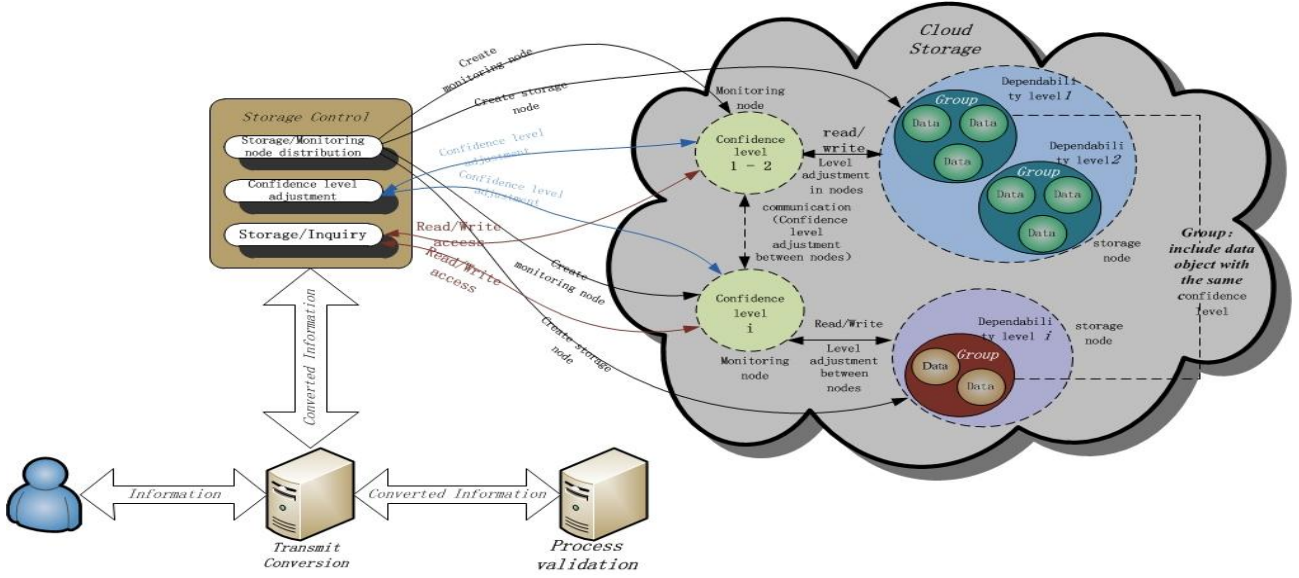 Cloud
Storage
Create
monitoring node
Create storage
node
Storage Control
Storage/Monitoring
node distribution
Confidence level
adjustment
Storage/Inquiry
Confidence level
adjustment
Confidence level
adjustment
Read/Write
access
Read/Write
access
Create
monitoring node
Create storage
node
Monitoring
node
Confidence
level
1 - 2
read/
write
Level
adjustment
in nodes
communication
(Confidence
level
adjustment
between nodes)
Confidence
level
i
Monitoring
node
Read/Write
Level
adjustment
between
nodes
Dependabili
ty level1
Group
Data
Data
Data
Dependabili
ty level2
Group
Data
Data
Data
storage
node
Group:
include data
object with
the same
confidence
level
Dependabili
ty level i
storage
node
Group
Data
Data
Converted Information
Information
Converted Information
Transmit
Conversion
Process
validation